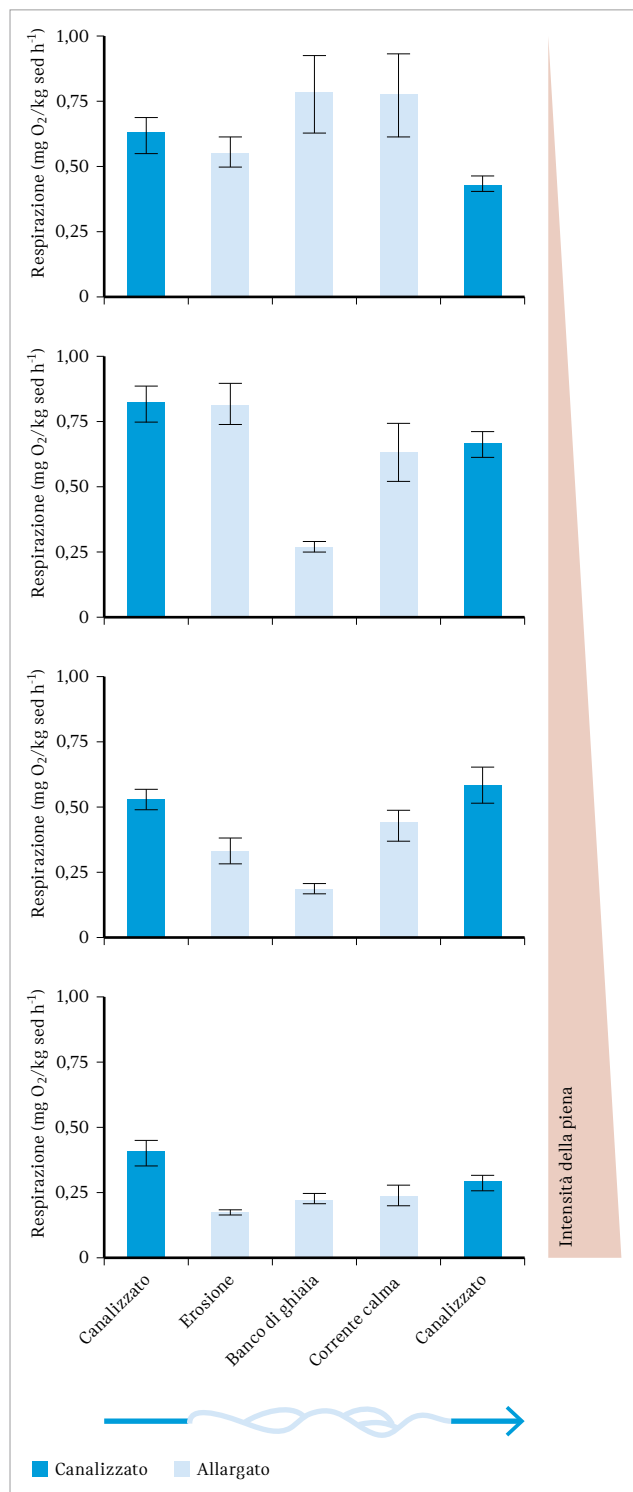 Respirazione (mg O₂/kg sed h⁻¹)
1,00
0,75
0,50
0,25
0
Respirazione (mg O₂/kg sed h⁻¹)
1,00
0,75
0,50
0,25
0
Respirazione (mg O₂/kg sed h⁻¹)
1,00
0,75
0,50
0,25
0
Respirazione (mg O₂/kg sed h⁻¹)
1,00
0,75
0,50
0,25
0
Intensità della piena
Canalizzato
Erosione
Banco di ghiaia
Corrente calma
Canalizzato
Canalizzato
Allargato